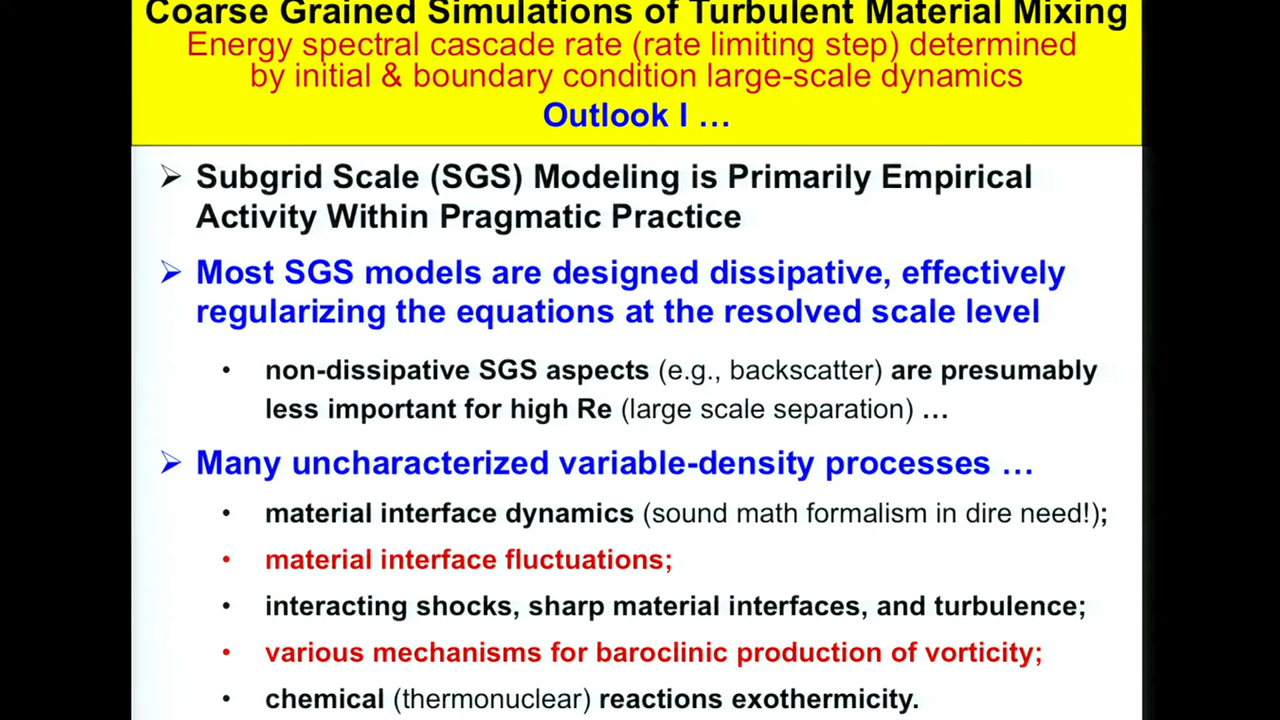 Coarse Grained Simulations of Turbulent Material Mixing
Energy spectral cascade rate (rate limiting step) determined
by initial & boundary condition large-scale dynamics
Outlook I …
➢ Subgrid Scale (SGS) Modeling is Primarily Empirical
Activity Within Pragmatic Practice
➢ Most SGS models are designed dissipative, effectively
regularizing the equations at the resolved scale level
• non-dissipative SGS aspects (e.g., backscatter) are presumably
less important for high Re (large scale separation) …
➢ Many uncharacterized variable-density processes …
• material interface dynamics (sound math formalism in dire need!);
• material interface fluctuations;
• interacting shocks, sharp material interfaces, and turbulence;
• various mechanisms for baroclinic production of vorticity;
• chemical (thermonuclear) reactions exothermicity.